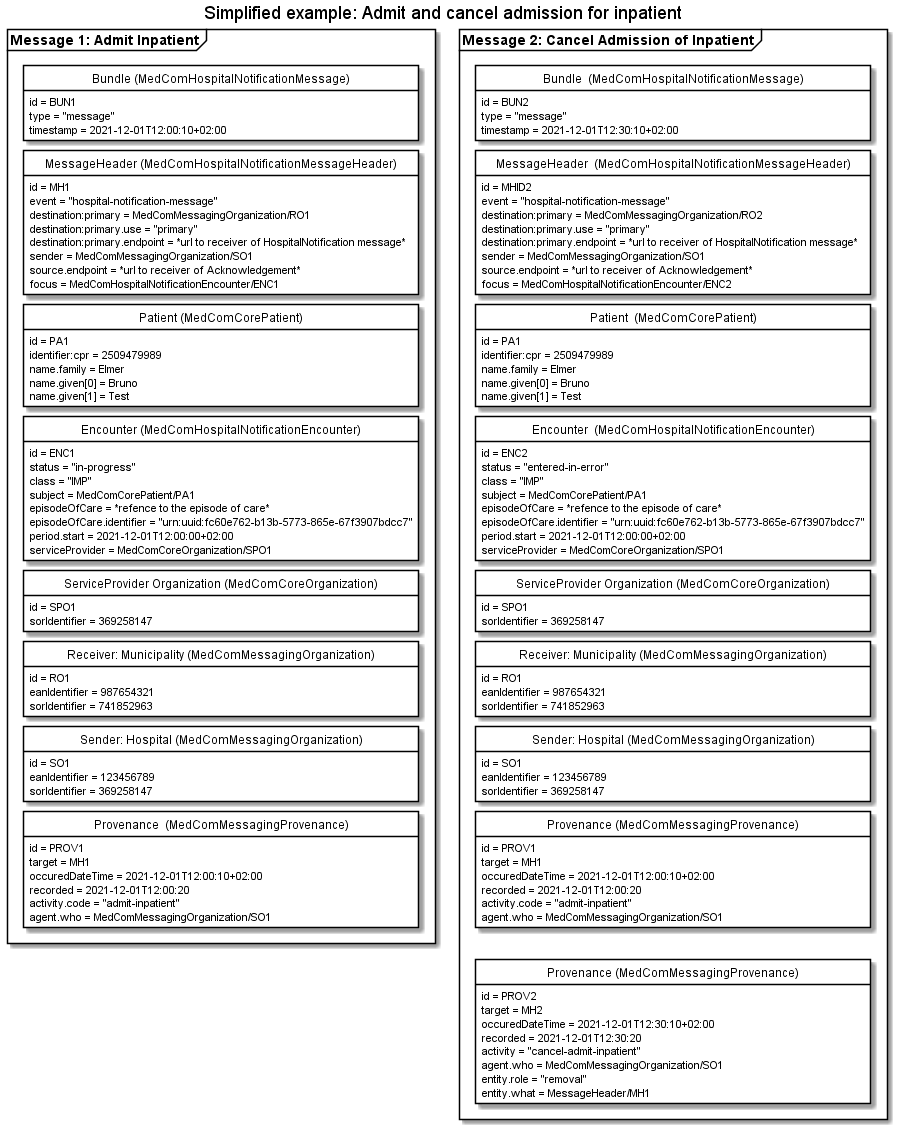 Simplified example: Admit and cancel admission for inpatient
Message 1: Admit Inpatient
Bundle (MedComHospitalNotificationMessage)
id = BUN1
type = "message"
timestamp = 2021-12-01T12:00:10+02:00
MessageHeader (MedComHospitalNotificationMessageHeader)
id = MH1
event = "hospital-notification-message"
destination:primary = MedComMessagingOrganization/RO1
destination:primary.use = "primary"
destination:primary.endpoint = *url to receiver of HospitalNotification message*
sender = MedComMessagingOrganization/SO1
source.endpoint = *url to receiver of Acknowledgement*
focus = MedComHospitalNotificationEncounter/ENC1
Patient (MedComCorePatient)
id = PA1
identifier:cpr = 2509479989
name.family = Elmer
name.given[0] = Bruno
name.given[1] = Test
Encounter (MedComHospitalNotificationEncounter)
id = ENC1
status = "in-progress"
class = "IMP"
subject = MedComCorePatient/PA1
episodeOfCare = *refence to the episode of care*
episodeOfCare.identifier = "urn:uuid:fc60e762-b13b-5773-865e-67f3907bdcc7"
period.start = 2021-12-01T12:00:00+02:00
serviceProvider = MedComCoreOrganization/SPO1
ServiceProvider Organization (MedComCoreOrganization)
id = SPO1
sorIdentifier = 369258147
Receiver: Municipality (MedComMessagingOrganization)
id = RO1
eanIdentifier = 987654321
sorIdentifier = 741852963
Sender: Hospital (MedComMessagingOrganization)
id = SO1
eanIdentifier = 123456789
sorIdentifier = 369258147
Provenance (MedComMessagingProvenance)
id = PROV1
target = MH1
occuredDateTime = 2021-12-01T12:00:10+02:00
recorded = 2021-12-01T12:00:20
activity.code = "admit-inpatient"
agent.who = MedComMessagingOrganization/SO1
Message 2: Cancel Admission of Inpatient
Bundle (MedComHospitalNotificationMessage)
id = BUN2
type = "message"
timestamp = 2021-12-01T12:30:10+02:00
MessageHeader (MedComHospitalNotificationMessageHeader)
id = MHID2
event = "hospital-notification-message"
destination:primary = MedComMessagingOrganization/RO2
destination:primary.use = "primary"
destination:primary.endpoint = *url to receiver of HospitalNotification message*
sender = MedComMessagingOrganization/SO1
source.endpoint = *url to receiver of Acknowledgement*
focus = MedComHospitalNotificationEncounter/ENC2
Patient (MedComCorePatient)
id = PA1
identifier:cpr = 2509479989
name.family = Elmer
name.given[0] = Bruno
name.given[1] = Test
Encounter (MedComHospitalNotificationEncounter)
id = ENC2
status = "entered-in-error"
class = "IMP"
subject = MedComCorePatient/PA1
episodeOfCare = *refence to the episode of care*
episodeOfCare.identifier = "urn:uuid:fc60e762-b13b-5773-865e-67f3907bdcc7"
period.start = 2021-12-01T12:00:00+02:00
serviceProvider = MedComCoreOrganization/SPO1
ServiceProvider Organization (MedComCoreOrganization)
id = SPO1
sorIdentifier = 369258147
Receiver: Municipality (MedComMessagingOrganization)
id = RO1
eanIdentifier = 987654321
sorIdentifier = 741852963
Sender: Hospital (MedComMessagingOrganization)
id = SO1
eanIdentifier = 123456789
sorIdentifier = 369258147
Provenance (MedComMessagingProvenance)
id = PROV1
target = MH1
occuredDateTime = 2021-12-01T12:00:10+02:00
recorded = 2021-12-01T12:00:20
activity.code = "admit-inpatient"
agent.who = MedComMessagingOrganization/SO1
Provenance (MedComMessagingProvenance)
id = PROV2
target = MH2
occuredDateTime = 2021-12-01T12:30:10+02:00
recorded = 2021-12-01T12:30:20
activity = "cancel-admit-inpatient"
agent.who = MedComMessagingOrganization/SO1
entity.role = "removal"
entity.what = MessageHeader/MH1